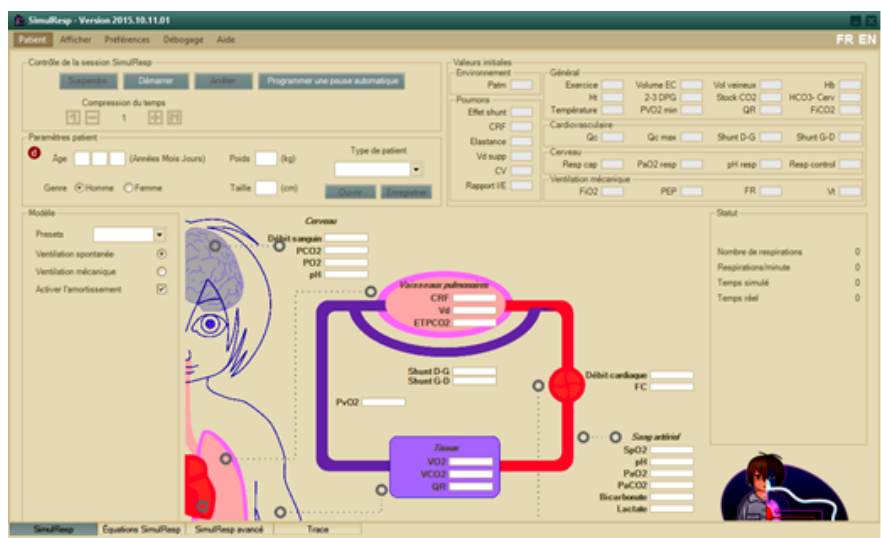 SimulResp - Version 2015.10.11.01
Patient Afficher Préférences Débogage Aide FR EN
Contrôle de la session SimulResp
Suspendre Démarrer Arrêter Programmer une pause automatique
Compression du temps
1
Paramètres patient
d
Âge (Années Mois Jours) Poids (kg) Type de patient
Genre Homme Femme Taille (cm) Ouvrir Enregistrer
Valeurs initiales
Environnement
Patm
Poumons
Effet shunt
CRF
Elastance
Vd supp
CV
Rapport I/E
Général
Exercice Volume EC Vol veineux Hb
Ht 2-3 DPG Stock CO2 HCO3- Cerv
Température PVO2 min QR FiCO2
Cardiovasculaire
Qc Qc max Shunt D-G Shunt G-D
Cerveau
Resp cap PaO2 resp pH resp Resp control
Ventilation mécanique
FiO2 PEP FR Vt
Modèle
Presets
Ventilation spontanée
Ventilation mécanique
Activer l'amortissement
Cerveau
Débit sanguin
PCO2
PO2
pH
Vaisseaux pulmonaires
CRF
Vd
ETPCO2
Shunt D-G
Shunt G-D
PvO2
Débit cardiaque
FC
Tissus
VO2
VCO2
QR
Sang artériel
SpO2
pH
PaO2
PaCO2
Bicarbonate
Lactate
Statut
Nombre de respirations 0
Respirations/minute 0
Temps simulé 0
Temps réel 0
SimulResp Équations SimulResp SimulResp avancé Trace